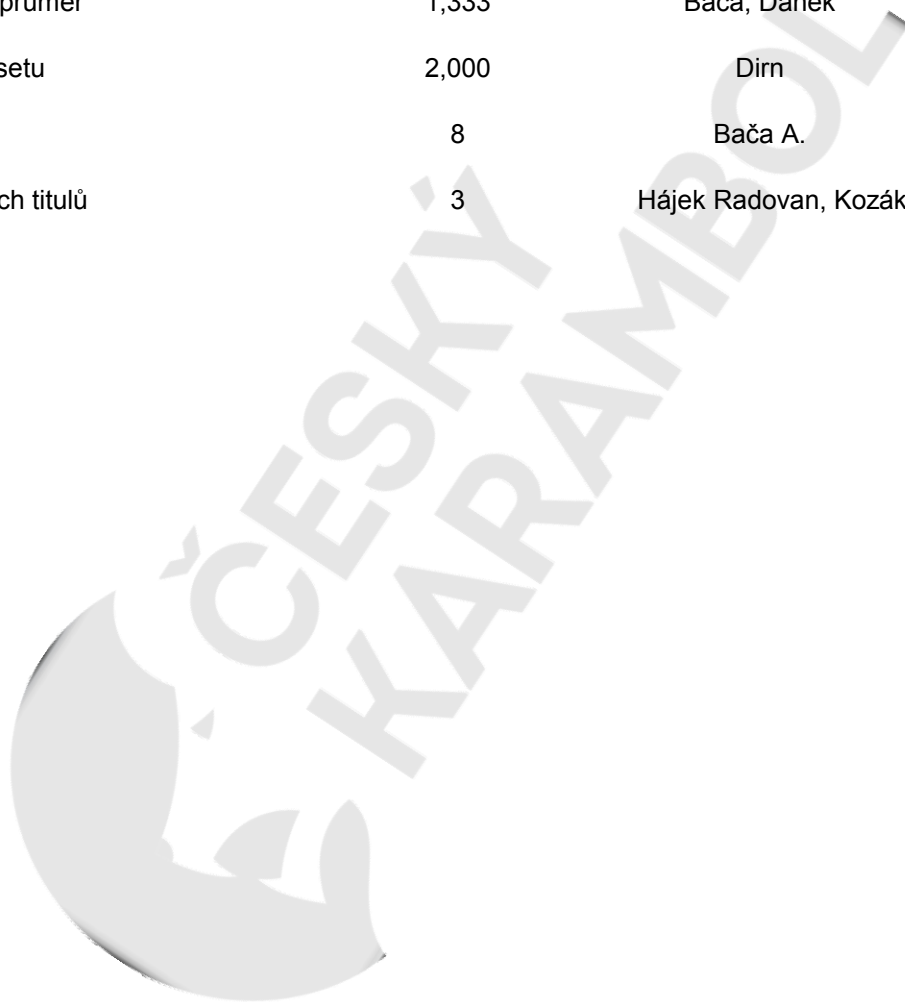 průměr 1,333 Bača, Daněk
setu 2,000 Dirn
8 Bača A.
ch titulů 3 Hájek Radovan, Kozák
ČESKÝ
KARAMBOL